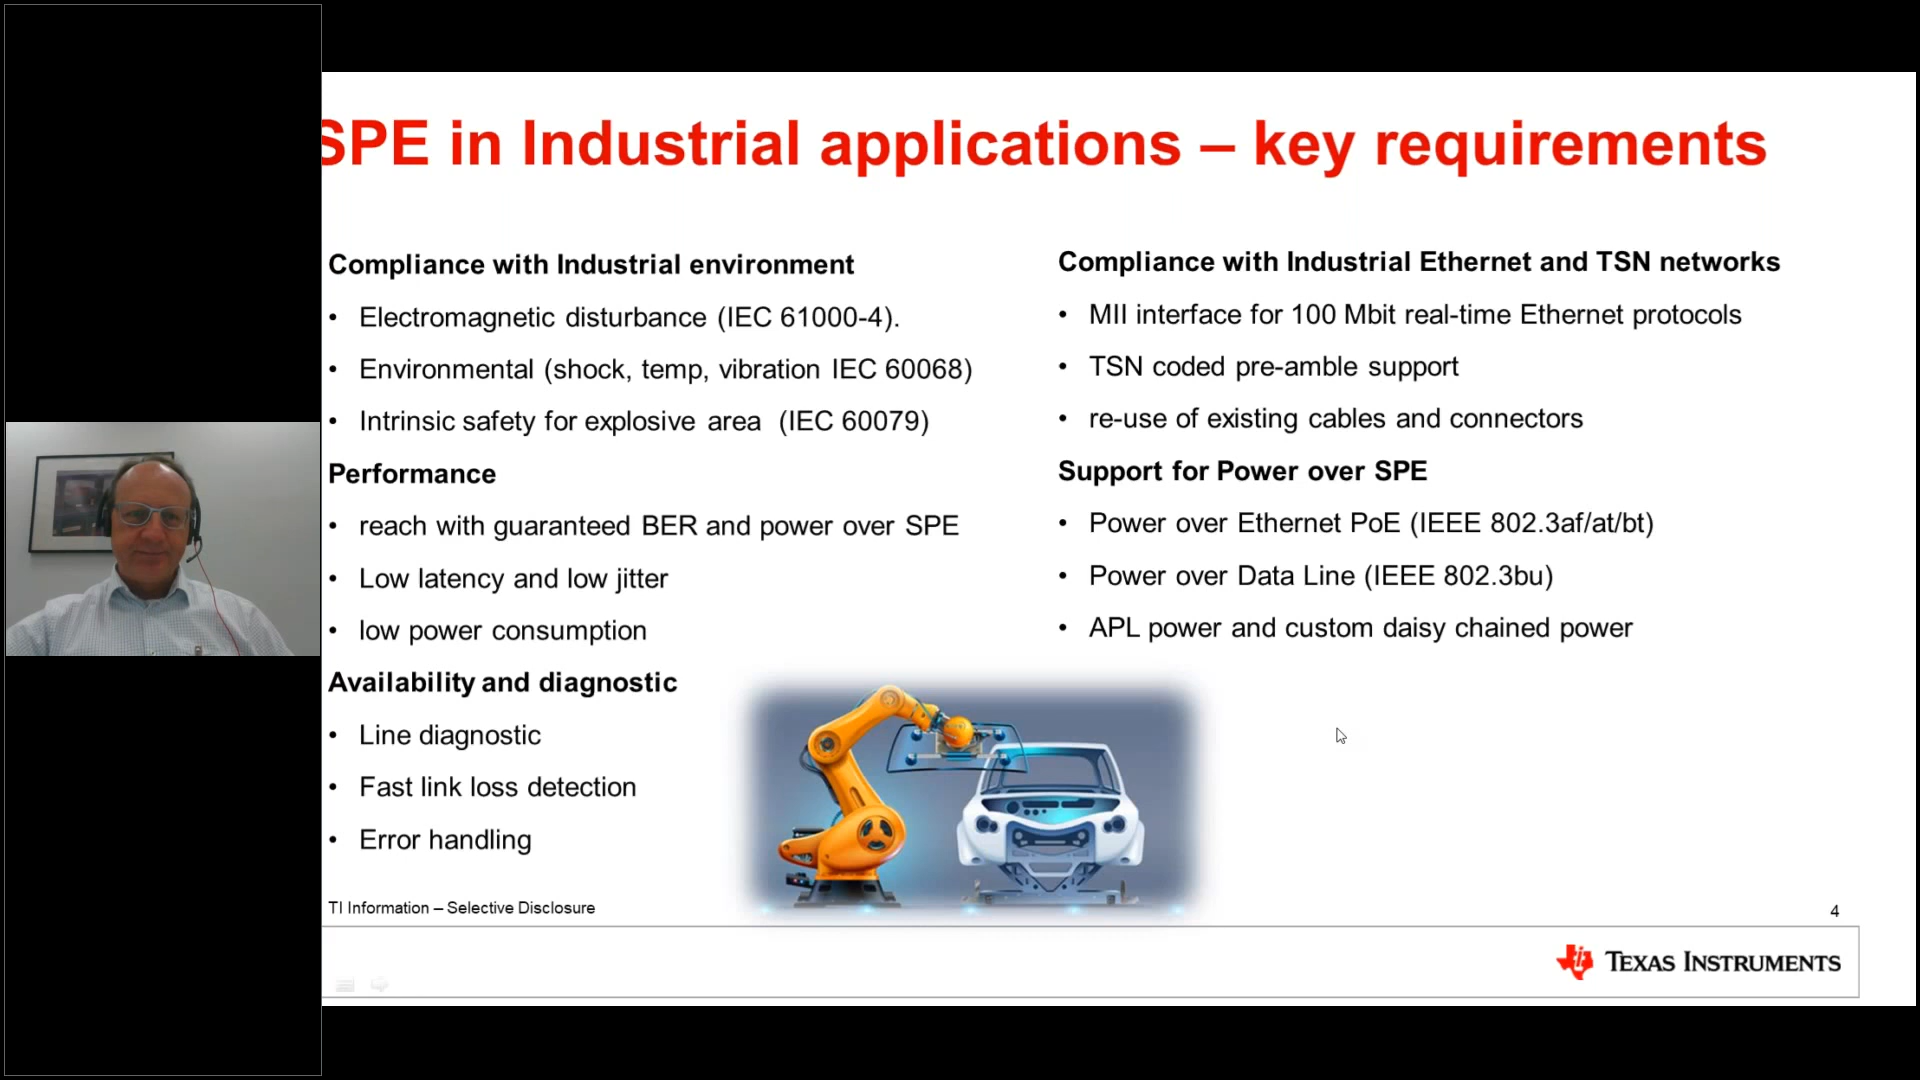 SPE in Industrial applications – key requirements
Compliance with Industrial environment
• Electromagnetic disturbance (IEC 61000-4).
• Environmental (shock, temp, vibration IEC 60068)
• Intrinsic safety for explosive area (IEC 60079)
Performance
• reach with guaranteed BER and power over SPE
• Low latency and low jitter
• low power consumption
Availability and diagnostic
• Line diagnostic
• Fast link loss detection
• Error handling
Compliance with Industrial Ethernet and TSN networks
• MII interface for 100 Mbit real-time Ethernet protocols
• TSN coded pre-amble support
• re-use of existing cables and connectors
Support for Power over SPE
• Power over Ethernet PoE (IEEE 802.3af/at/bt)
• Power over Data Line (IEEE 802.3bu)
• APL power and custom daisy chained power
TI Information – Selective Disclosure
4
TEXAS INSTRUMENTS